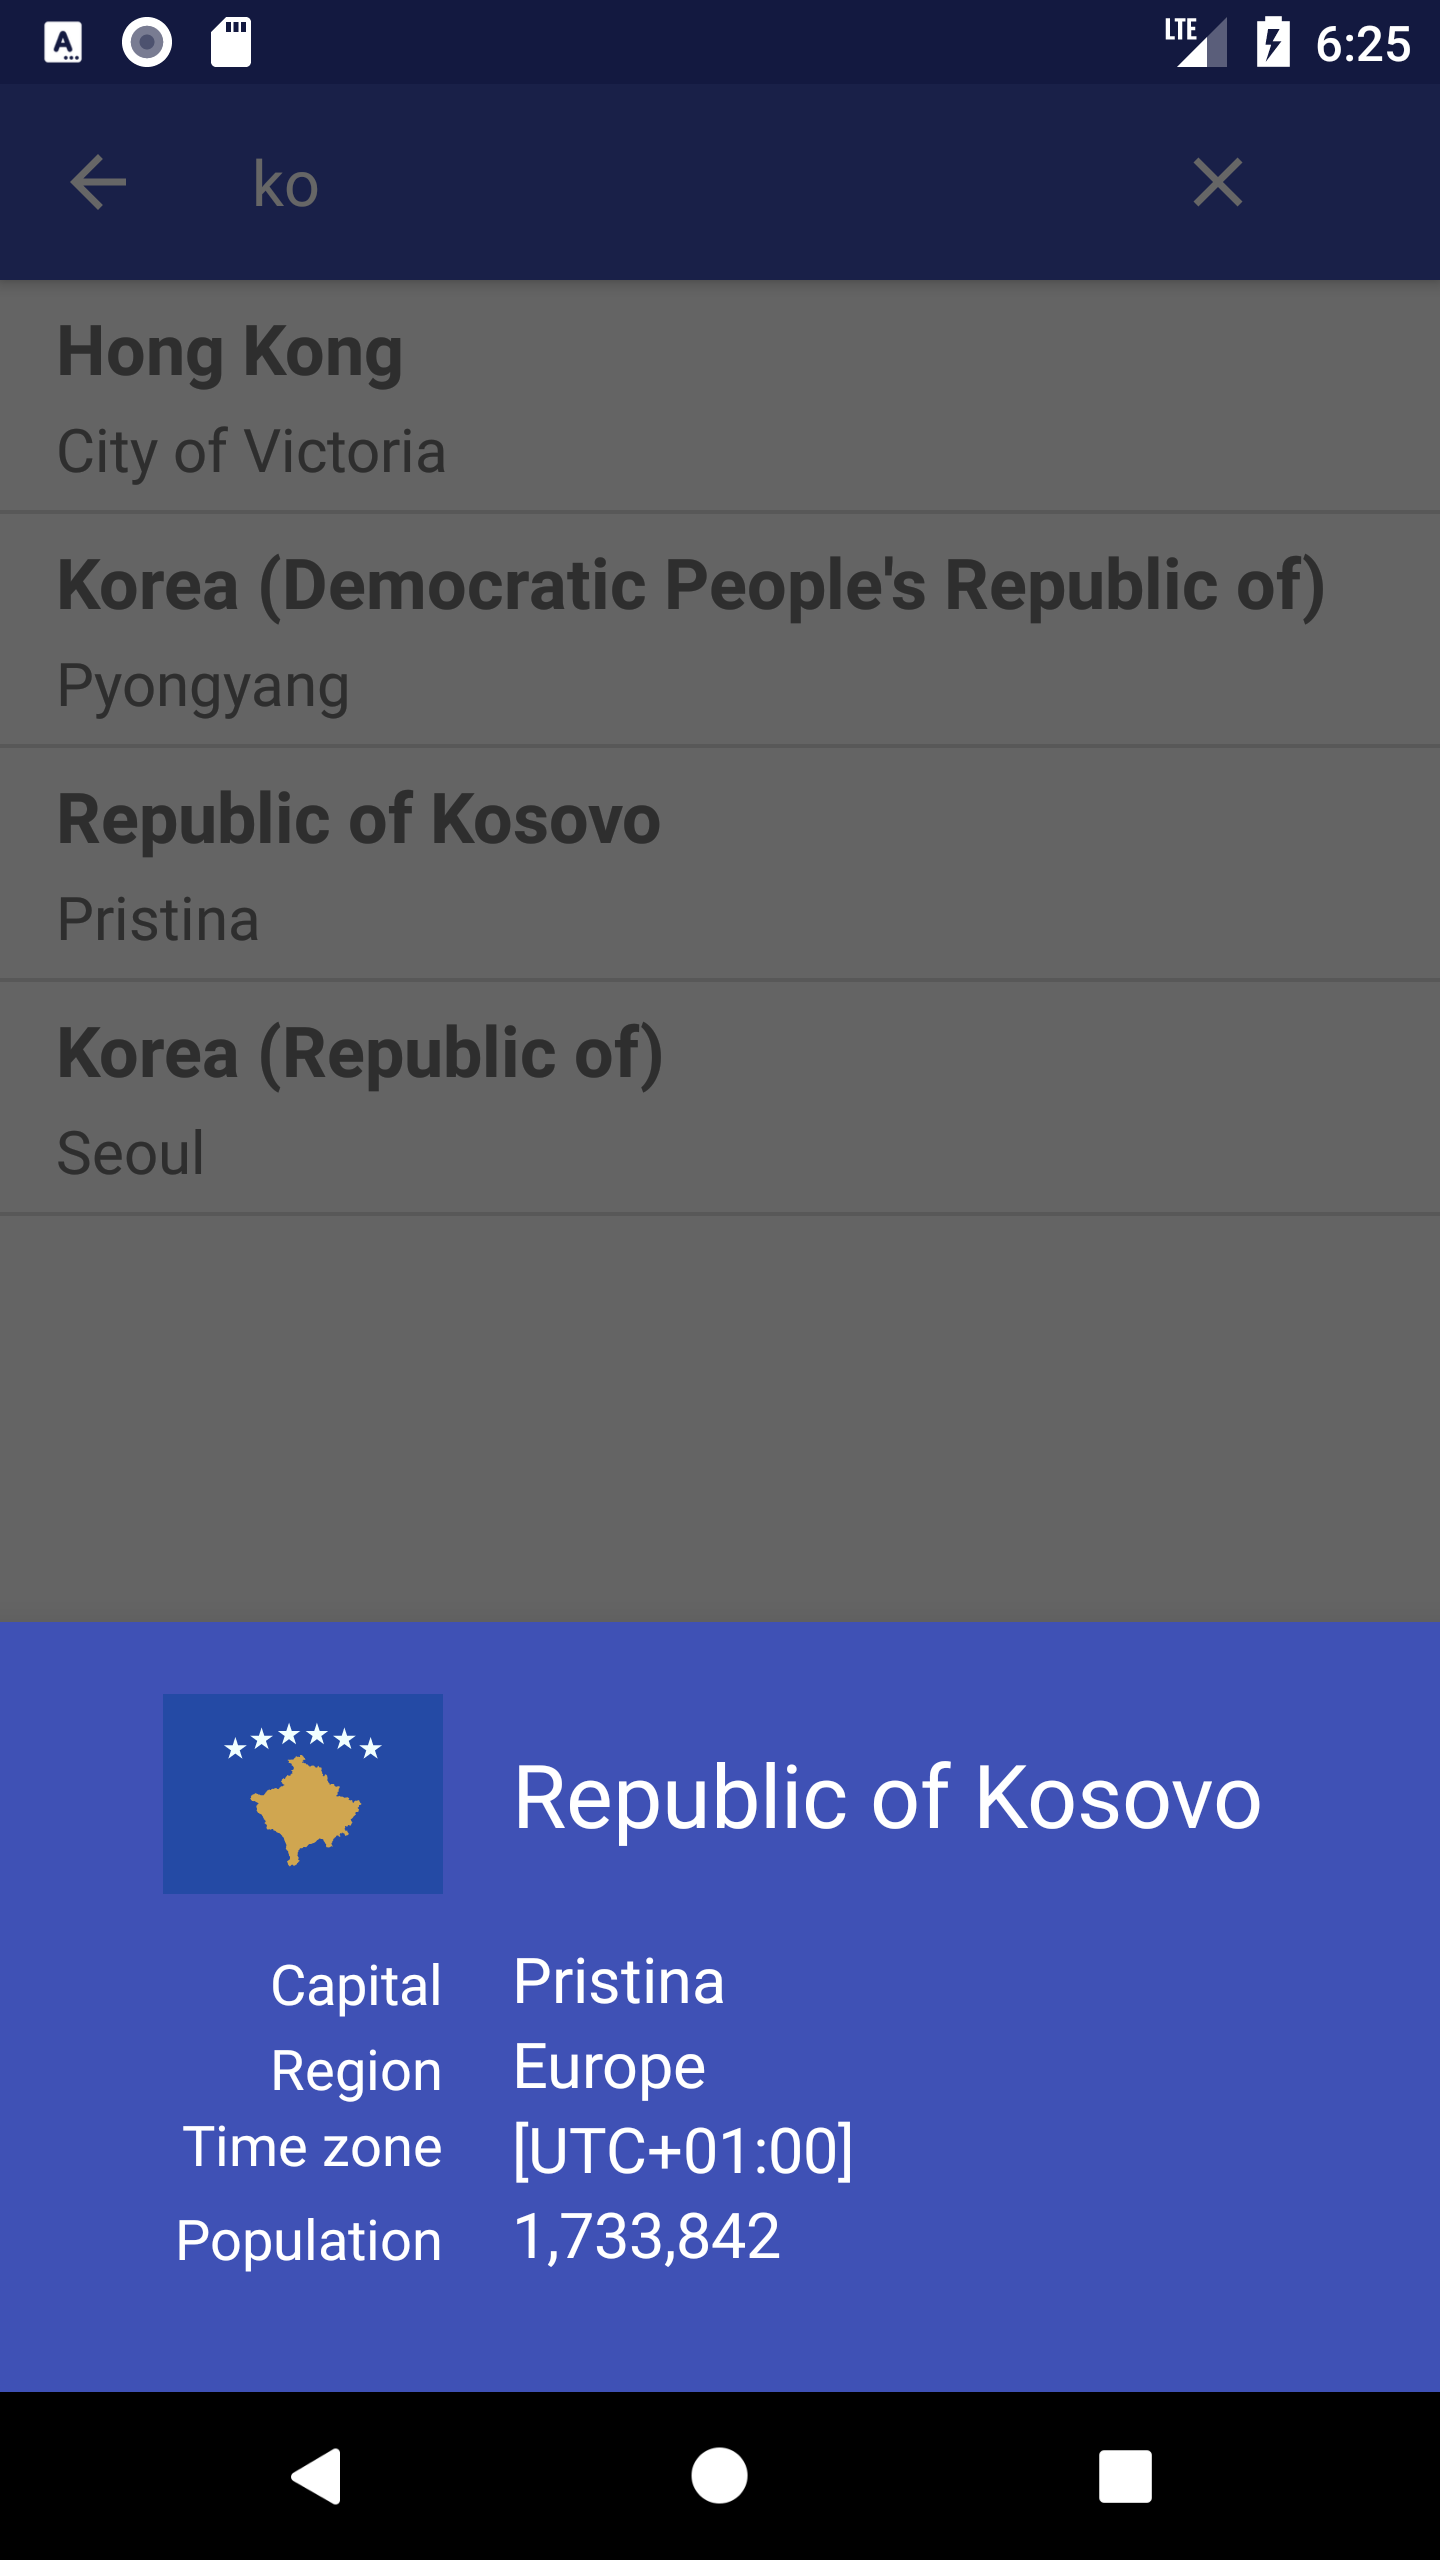 LTE 6:25
ko
Hong Kong
City of Victoria
Korea (Democratic People's Republic of)
Pyongyang
Republic of Kosovo
Pristina
Korea (Republic of)
Seoul
Republic of Kosovo
Capital Pristina
Region Europe
Time zone [UTC+01:00]
Population 1,733,842